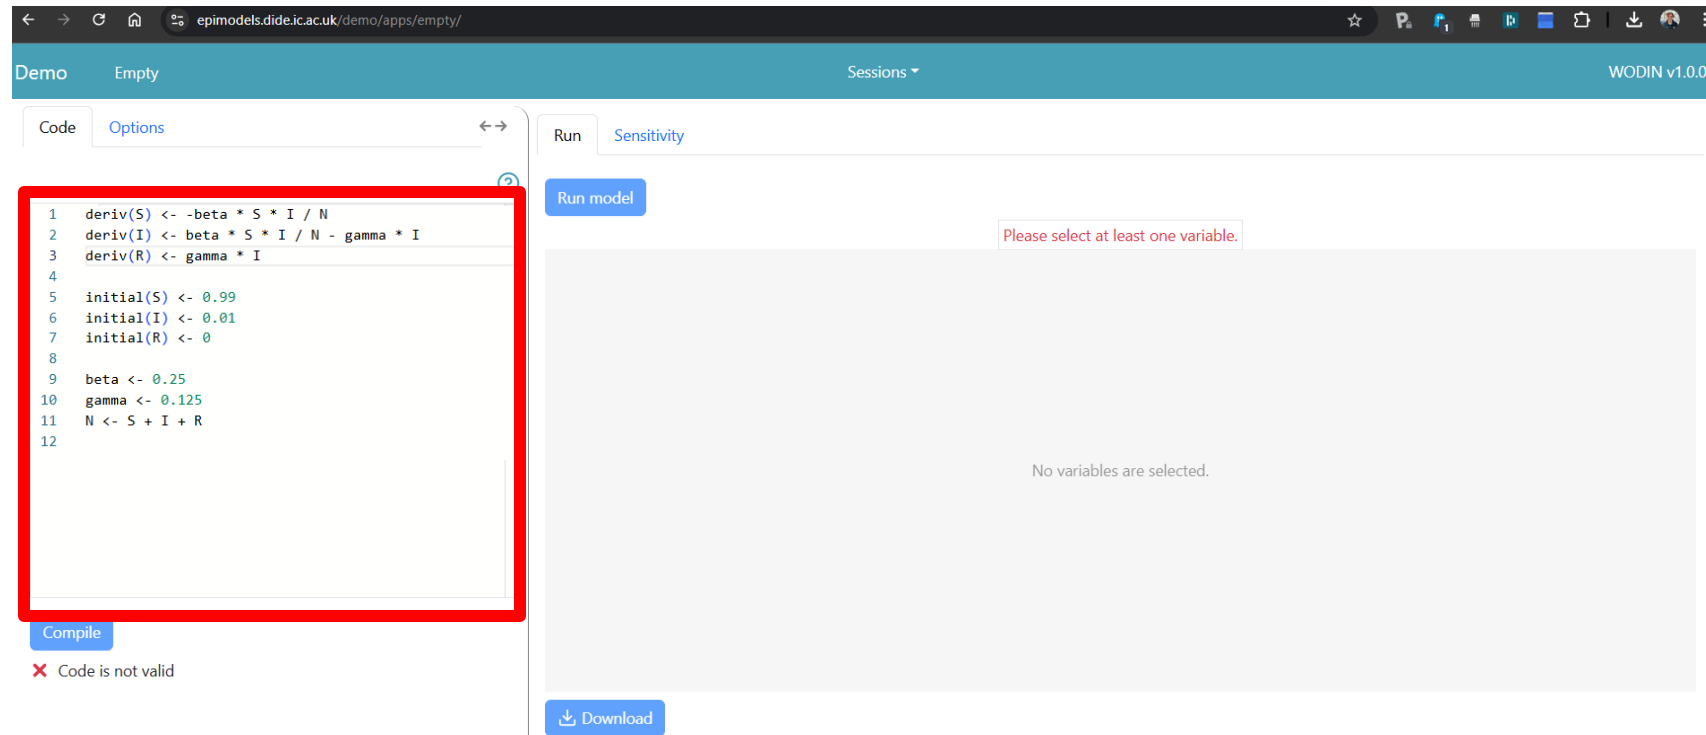 epimodels.dide.ic.ac.uk/demo/apps/empty/
1
Demo Empty Sessions WODIN v1.0.0
Code Options
Run Sensitivity
Run model
Please select at least one variable.
1 deriv(S) <- -beta * S * I / N
2 deriv(I) <- beta * S * I / N - gamma * I
3 deriv(R) <- gamma * I
4
5 initial(S) <- 0.99
6 initial(I) <- 0.01
7 initial(R) <- 0
8
9 beta <- 0.25
10 gamma <- 0.125
11 N <- S + I + R
12
No variables are selected.
Compile
Code is not valid
Download